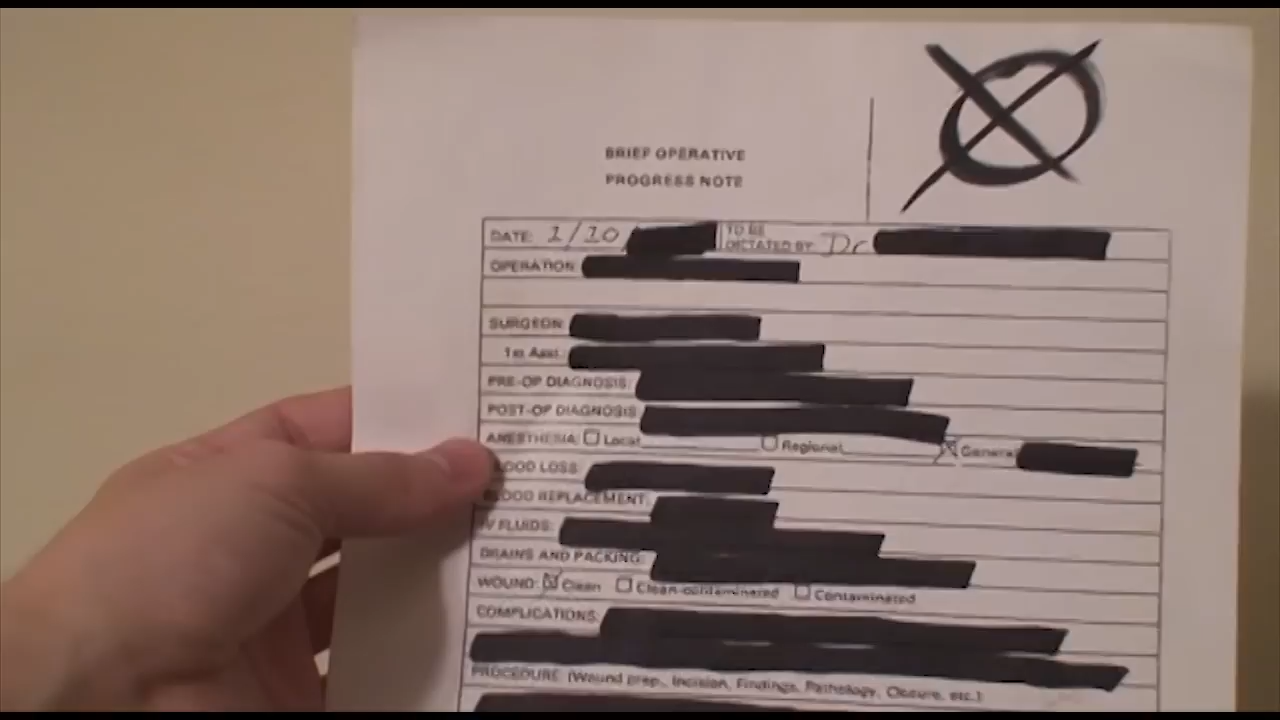 BRIEF OPERATIVE
PROGRESS NOTE
DATE: 1/10/ TO BE DICTATED BY: Dr
OPERATION:
SURGEON:
1st Asst.
PRE-OP DIAGNOSIS:
POST-OP DIAGNOSIS
ANESTHESIA: Local Regional General
BLOOD LOSS:
BLOOD REPLACEMENT:
IV FLUIDS:
DRAINS AND PACKING:
WOUND: Clean Clean-contaminated Contaminated
COMPLICATIONS:
PROCEDURE: (Wound prep., Incision, Findings, Pathology, Closure, etc.):